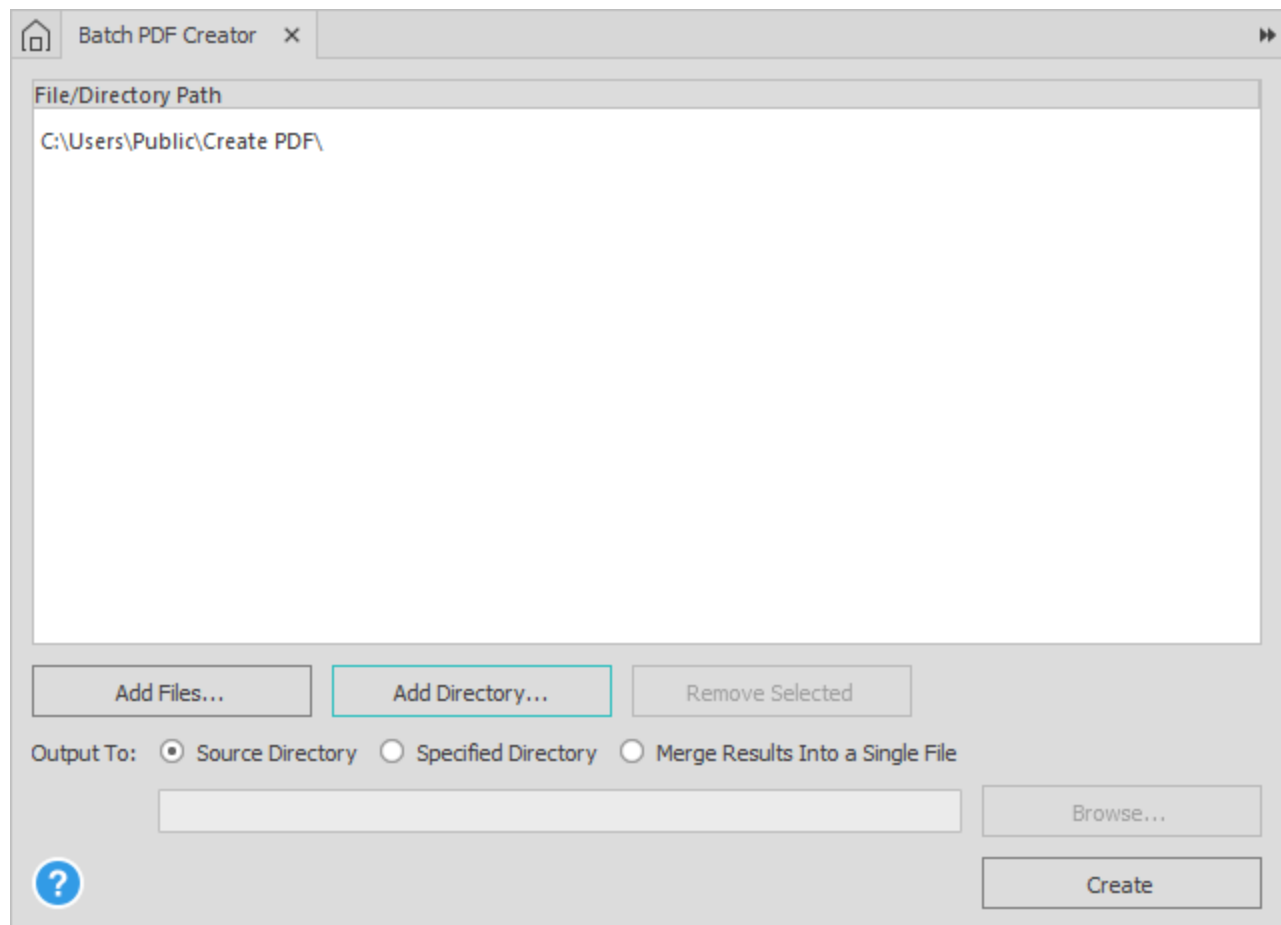 Batch PDF Creator
File/Directory Path
C:\Users\Public\Create PDF\
Add Files... Add Directory... Remove Selected
Output To: Source Directory Specified Directory Merge Results Into a Single File
Browse...
?
Create